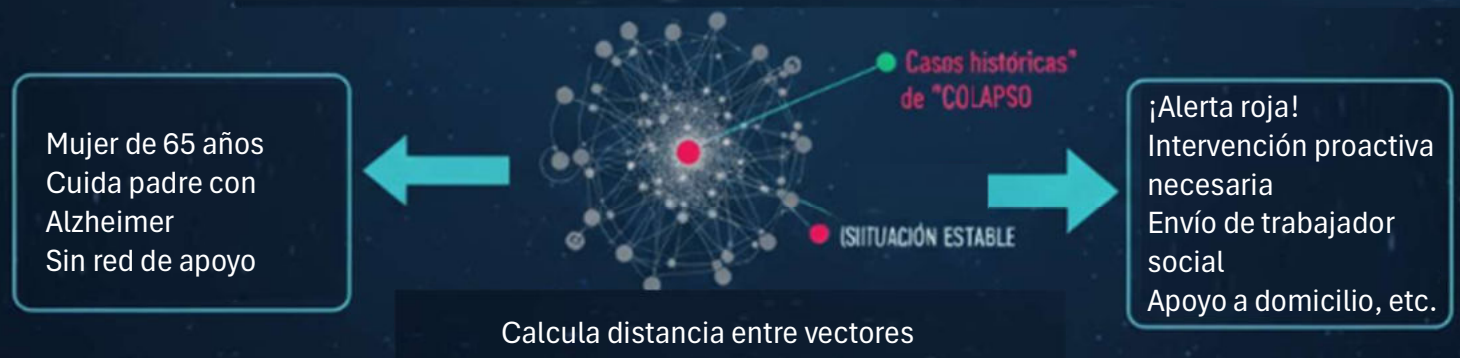 Mujer de 65 años
Cuida padre con
Alzheimer
Sin red de apoyo
Casos históricas"
de "COLAPSO
(SIITUACIÓN ESTABLE
¡Alerta roja!
Intervención proactiva
necesaria
Envío de trabajador
social
Apoyo a domicilio, etc.
Calcula distancia entre vectores